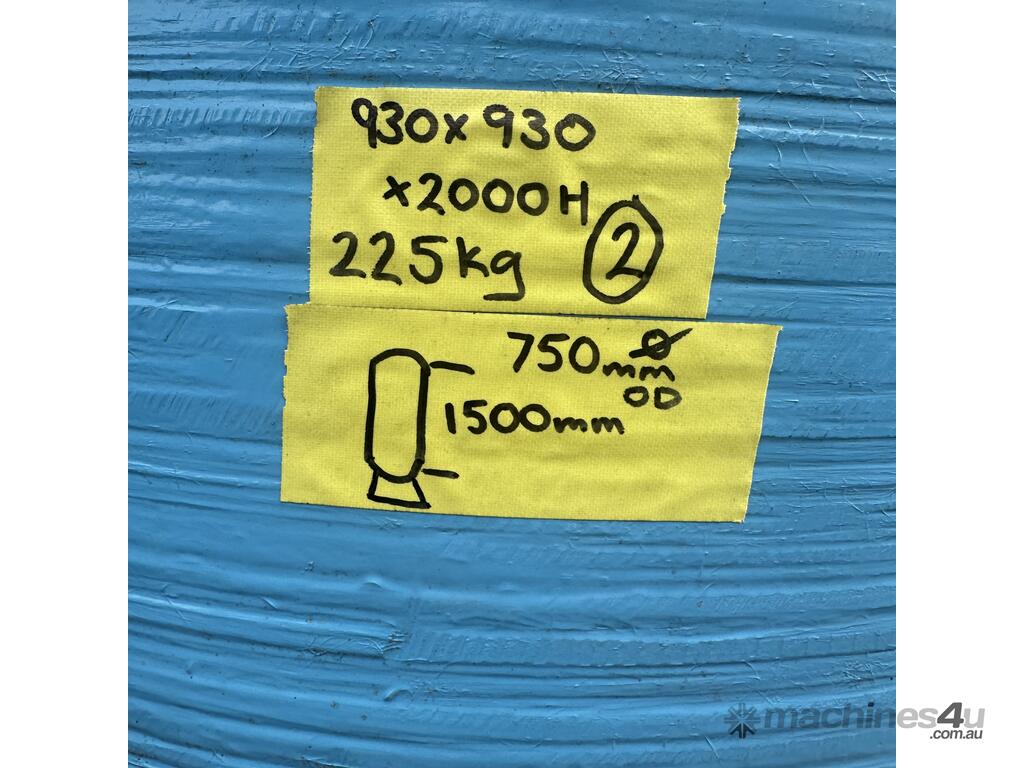 930x930
x2000H
225kg ②
750mm Ø
OD
1500mm
machines4u
.com.au